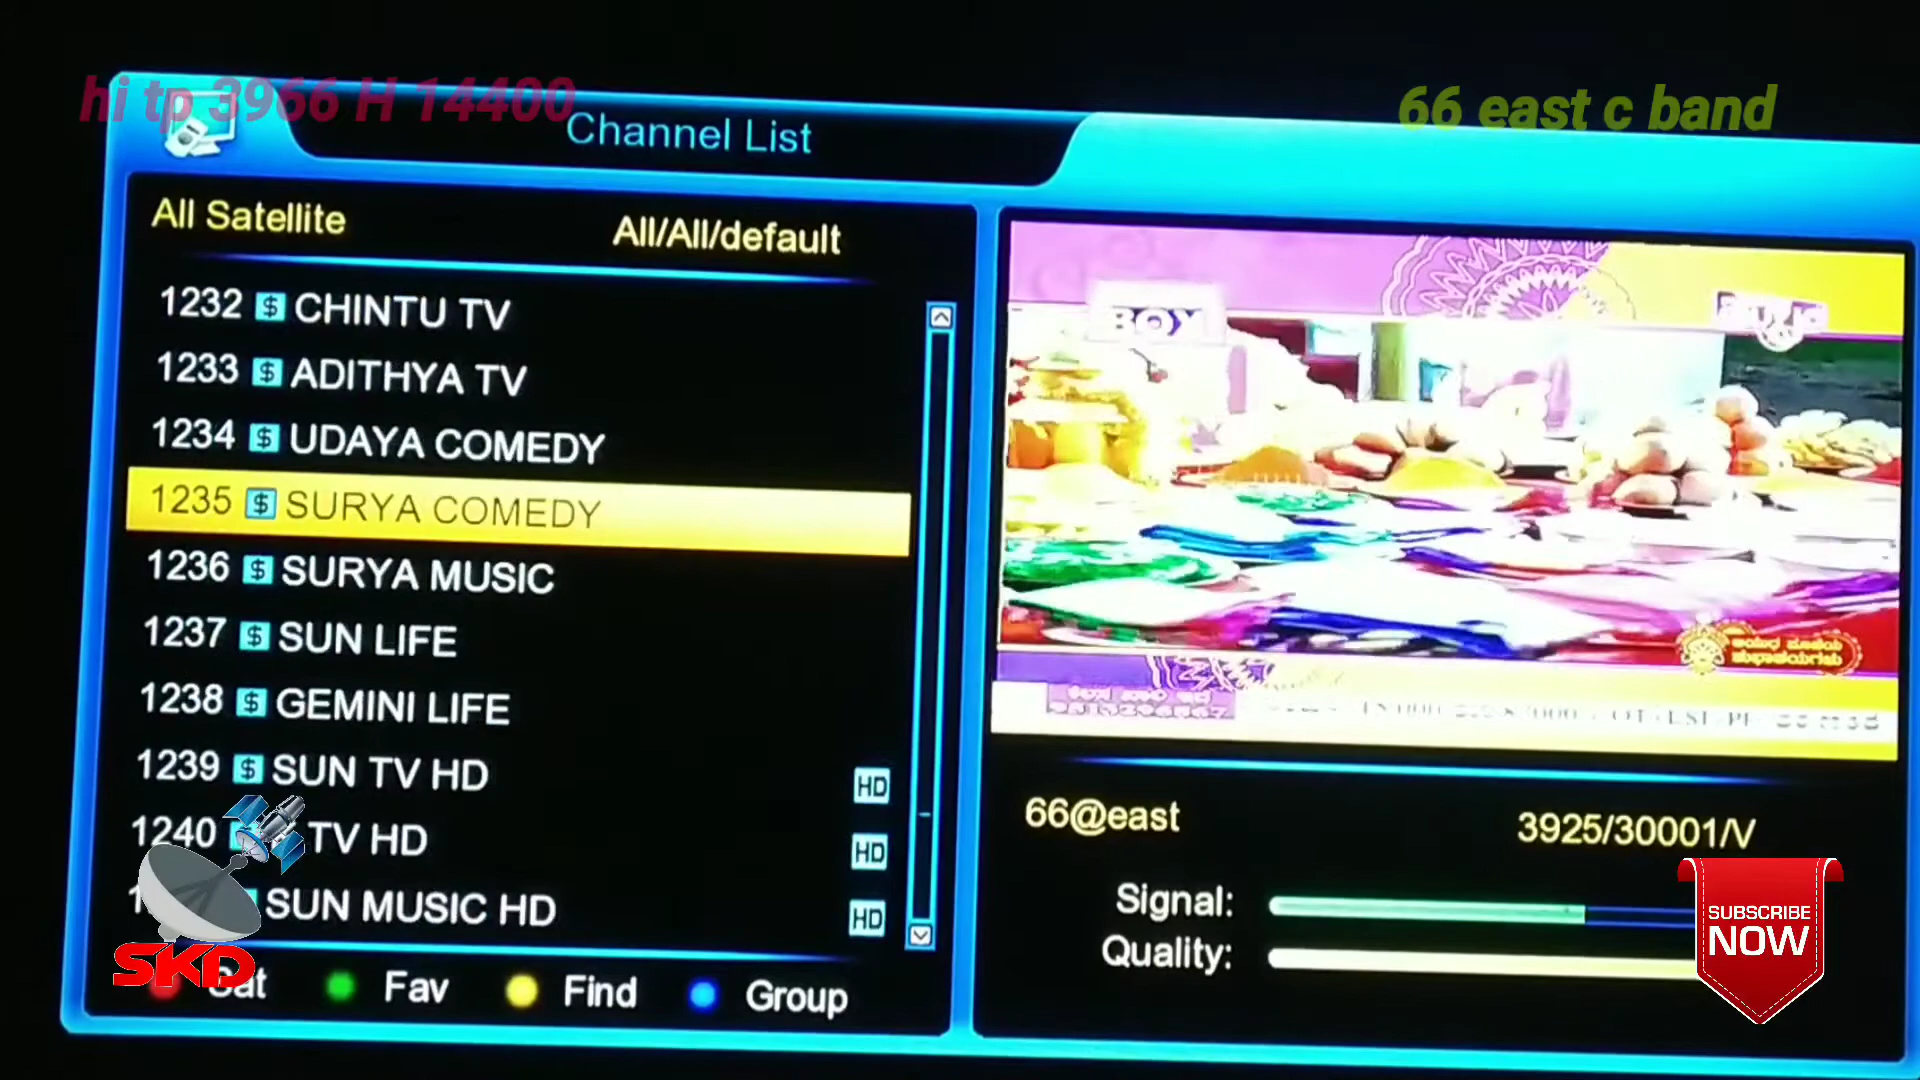 hi tp 3966 H 14400
66 east c band
Channel List
All Satellite
All/All/default
1232 $ CHINTU TV
1233 $ ADITHYA TV
1234 $ UDAYA COMEDY
1235 $ SURYA COMEDY
1236 $ SURYA MUSIC
1237 $ SUN LIFE
1238 $ GEMINI LIFE
1239 $ SUN TV HD HD
1240 TV HD HD
SUN MUSIC HD HD
Sat
Fav
Find
Group
BOX
66@east
3925/30001/V
Signal:
Quality:
SKD
SUBSCRIBE
NOW